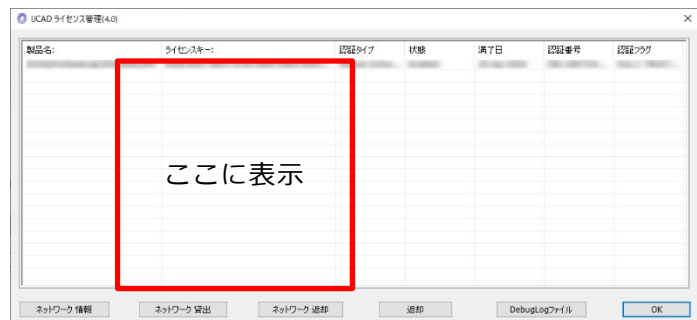 IJCAD ライセンス管理(4.0)
製品名: ライセンスキー: 認証タイプ 状態 満了日 認証番号 認証フラグ
ここに表示
ネットワーク 情報 ネットワーク 貸出 ネットワーク 返却 返却 DebugLogファイル OK